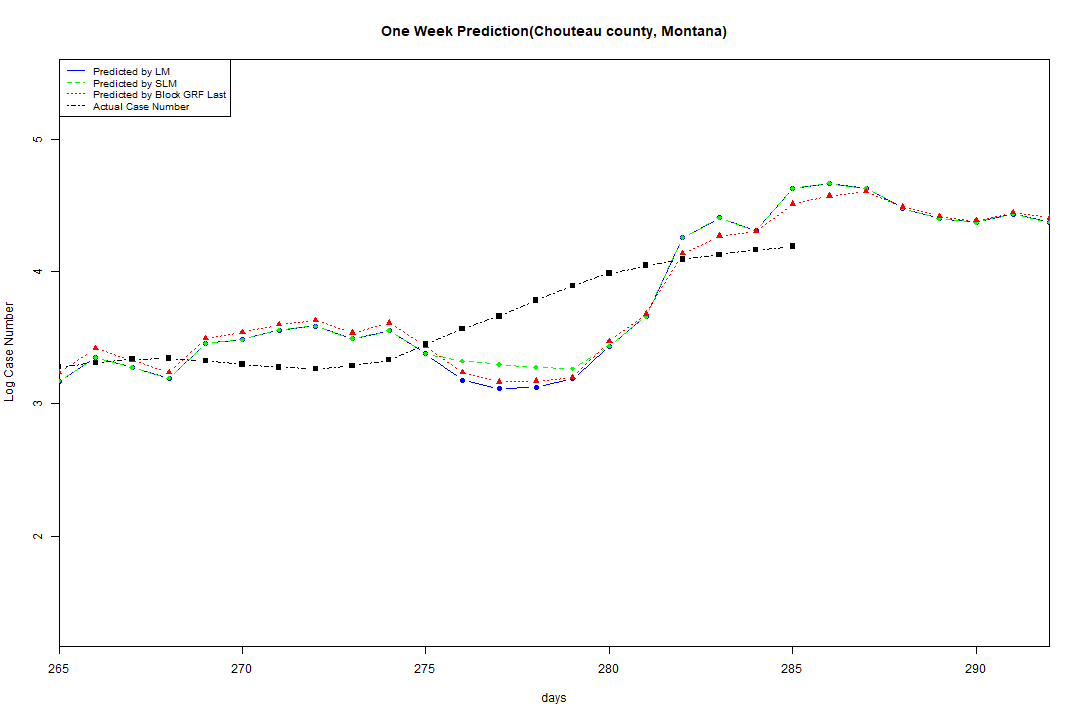 One Week Prediction(Chouteau county, Montana)
Predicted by LM
Predicted by SLM
Predicted by Block GRF Last
Actual Case Number
5
4
3
2
Log Case Number
265 270 275 280 285 290
days